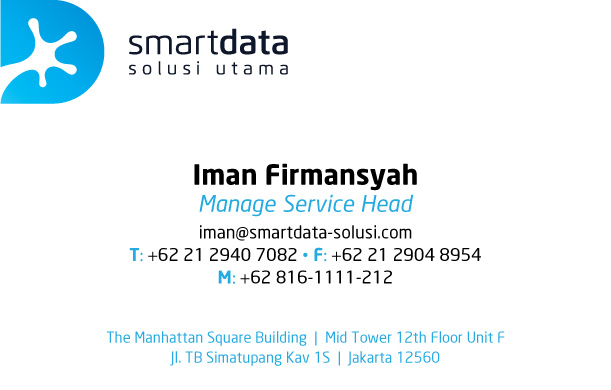 smartdata
solusi utama
Iman Firmansyah
Manage Service Head
iman@smartdata-solusi.com
T: +62 21 2940 7082 • F: +62 21 2904 8954
M: +62 816-1111-212
The Manhattan Square Building | Mid Tower 12th Floor Unit F
Jl. TB Simatupang Kav 1S | Jakarta 12560